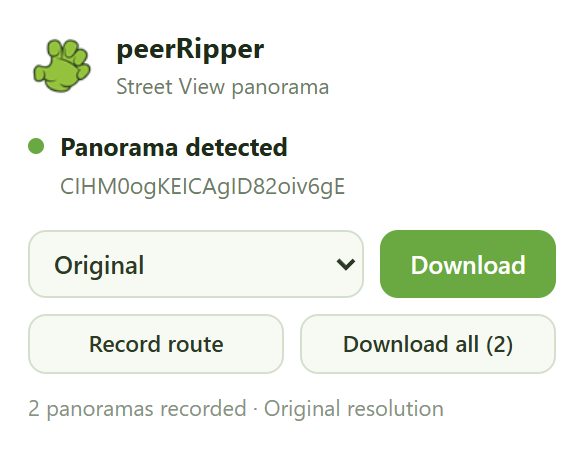 peerRipper
Street View panorama
Panorama detected
CIHM0ogKEICAgID82oiv6gE
Original
Download
Record route
Download all (2)
2 panoramas recorded · Original resolution